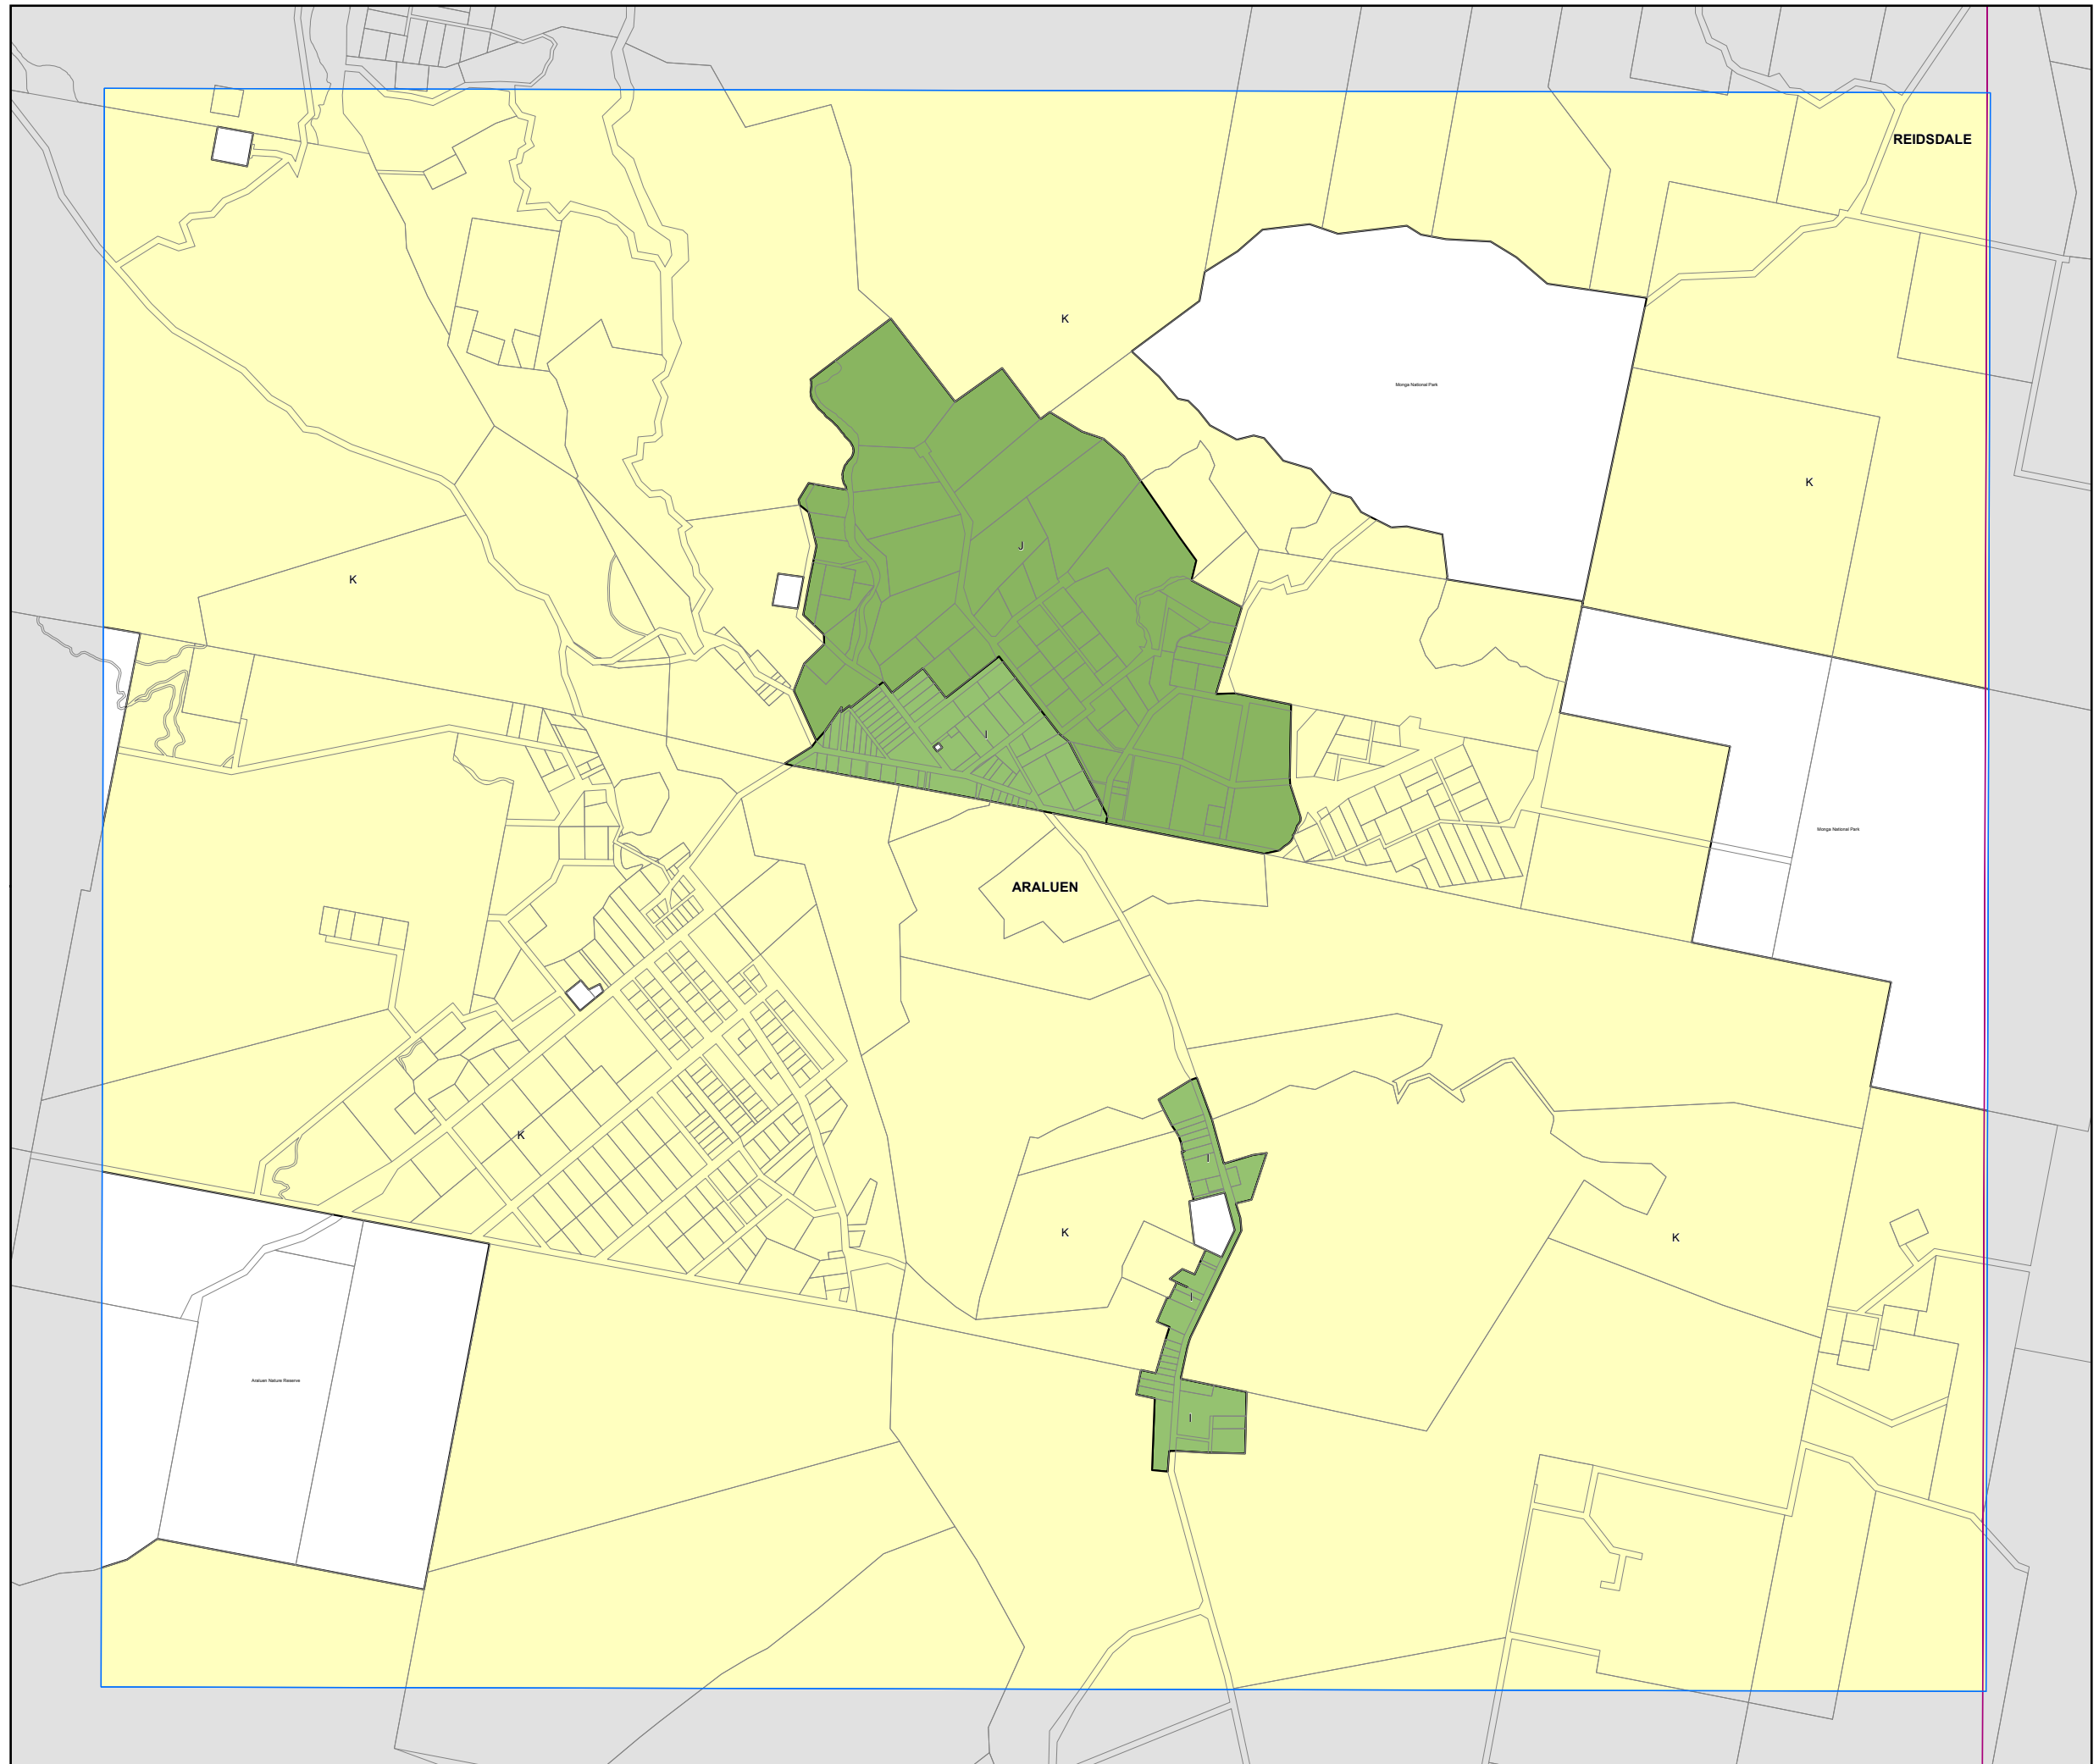 REIDSDALE
K
Monga National Park
K
J
K
I
Monga National Park
ARALUEN
K
I
K
K
I
Araluen Nature Reserve
I